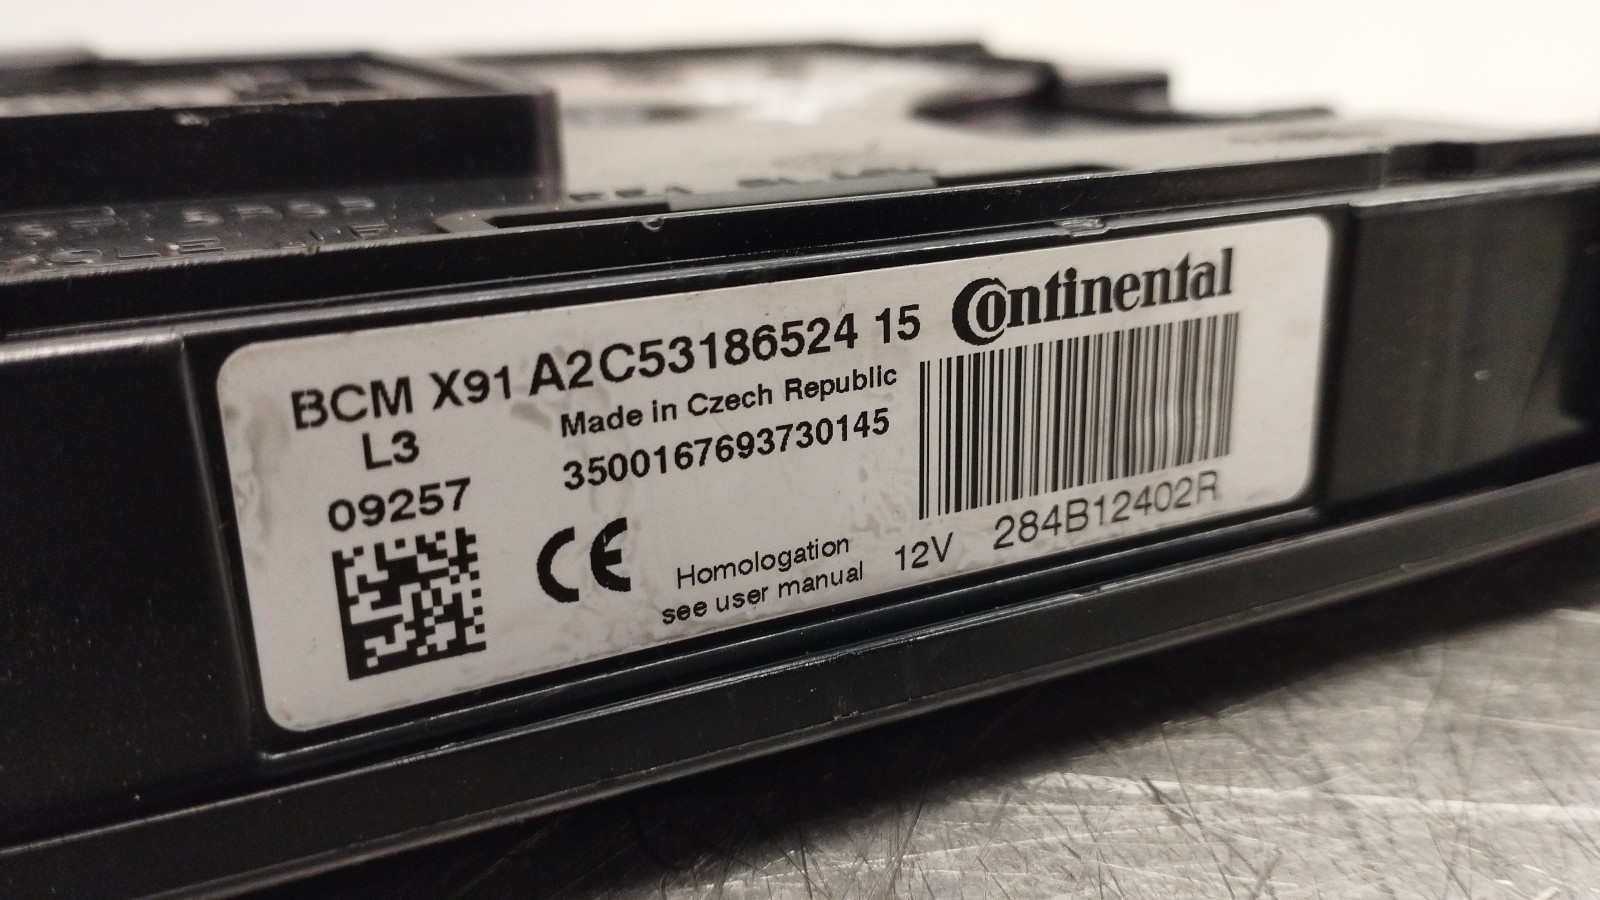 BCM X91 A2C53186524 15 Continental
L3
Made in Czech Republic
09257
3500167693730145
CE
Homologation
see user manual
12V
284B12402R